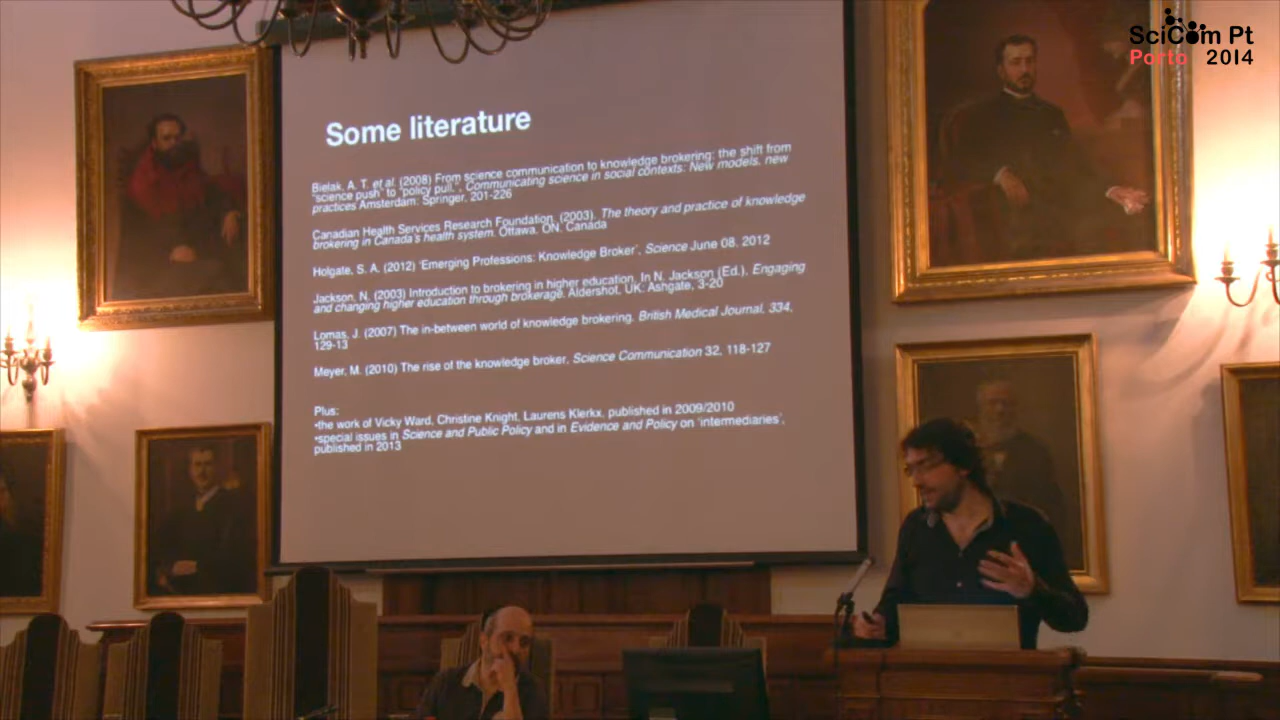 SciCom Pt
Porto 2014
Some literature
Bielak, A. T. et al. (2008) From science communication to knowledge brokering: the shift from
"science push" to "policy pull.", Communicating science in social contexts: New models, new
practices Amsterdam: Springer, 201-226
Canadian Health Services Research Foundation. (2003). The theory and practice of knowledge
brokering in Canada's health system. Ottawa, ON: Canada
Holgate, S. A. (2012) 'Emerging Professions: Knowledge Broker', Science June 08, 2012
Jackson, N. (2003) Introduction to brokering in higher education, In N. Jackson (Ed.), Engaging
and changing higher education through brokerage. Aldershot, UK: Ashgate, 3-20
Lomas, J. (2007) The in-between world of knowledge brokering. British Medical Journal, 334,
129-13
Meyer, M. (2010) The rise of the knowledge broker, Science Communication 32, 118-127
Plus:
•the work of Vicky Ward, Christine Knight, Laurens Klerkx, published in 2009/2010
•special issues in Science and Public Policy and in Evidence and Policy on 'intermediaries',
published in 2013